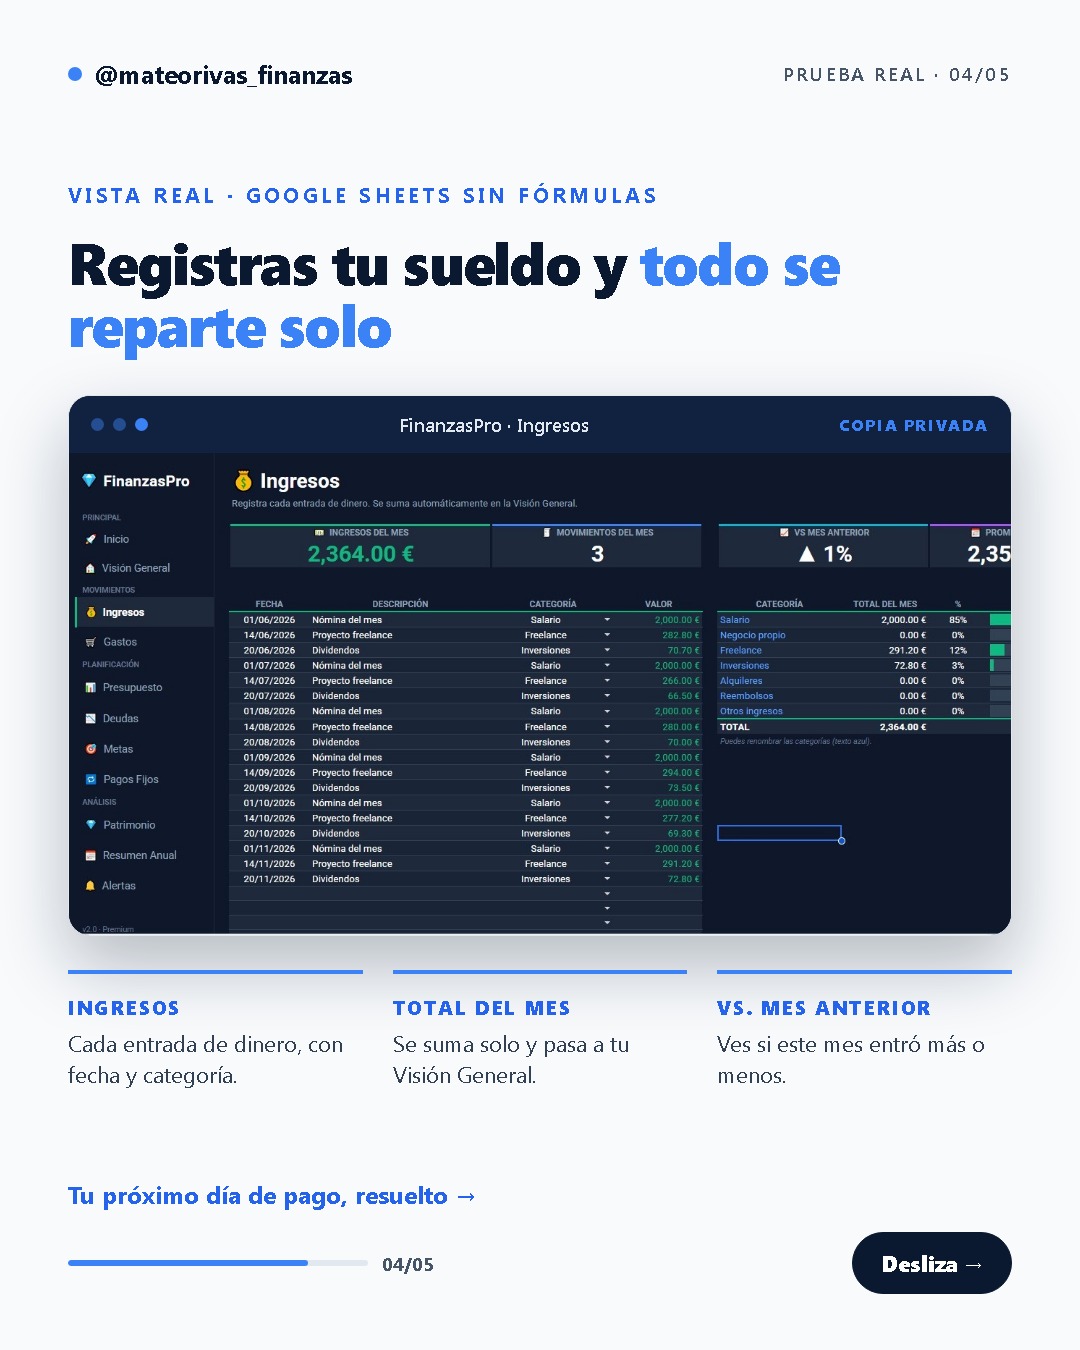 @mateorivas_finanzas
PRUEBA REAL · 04/05
VISTA REAL · GOOGLE SHEETS SIN FÓRMULAS
Registras tu sueldo y todo se
reparte solo
FinanzasPro · Ingresos
COPIA PRIVADA
FinanzasPro
PRINCIPAL
Inicio
Visión General
MOVIMIENTOS
Ingresos
Gastos
PLANIFICACIÓN
Presupuesto
Deudas
Metas
Pagos Fijos
ANÁLISIS
Patrimonio
Resumen Anual
Alertas
v2.0 · Premium
Ingresos
Registra cada entrada de dinero. Se suma automáticamente en la Visión General.
INGRESOS DEL MES
2,364.00 €
MOVIMIENTOS DEL MES
3
VS MES ANTERIOR
▲ 1%
PROM
2,35
FECHA DESCRIPCIÓN CATEGORÍA VALOR
01/06/2026 Nómina del mes Salario 2,000.00 €
14/06/2026 Proyecto freelance Freelance 282.80 €
20/06/2026 Dividendos Inversiones 70.70 €
01/07/2026 Nómina del mes Salario 2,000.00 €
14/07/2026 Proyecto freelance Freelance 266.00 €
20/07/2026 Dividendos Inversiones 66.50 €
01/08/2026 Nómina del mes Salario 2,000.00 €
14/08/2026 Proyecto freelance Freelance 280.00 €
20/08/2026 Dividendos Inversiones 70.00 €
01/09/2026 Nómina del mes Salario 2,000.00 €
14/09/2026 Proyecto freelance Freelance 294.00 €
20/09/2026 Dividendos Inversiones 73.50 €
01/10/2026 Nómina del mes Salario 2,000.00 €
14/10/2026 Proyecto freelance Freelance 277.20 €
20/10/2026 Dividendos Inversiones 69.30 €
01/11/2026 Nómina del mes Salario 2,000.00 €
14/11/2026 Proyecto freelance Freelance 291.20 €
20/11/2026 Dividendos Inversiones 72.80 €
CATEGORÍA TOTAL DEL MES %
Salario 2,000.00 € 85%
Negocio propio 0.00 € 0%
Freelance 291.20 € 12%
Inversiones 72.80 € 3%
Alquileres 0.00 € 0%
Reembolsos 0.00 € 0%
Otros ingresos 0.00 € 0%
TOTAL 2,364.00 €
Puedes renombrar las categorías (texto azul).
INGRESOS
Cada entrada de dinero, con
fecha y categoría.
TOTAL DEL MES
Se suma solo y pasa a tu
Visión General.
VS. MES ANTERIOR
Ves si este mes entró más o
menos.
Tu próximo día de pago, resuelto →
04/05
Desliza →